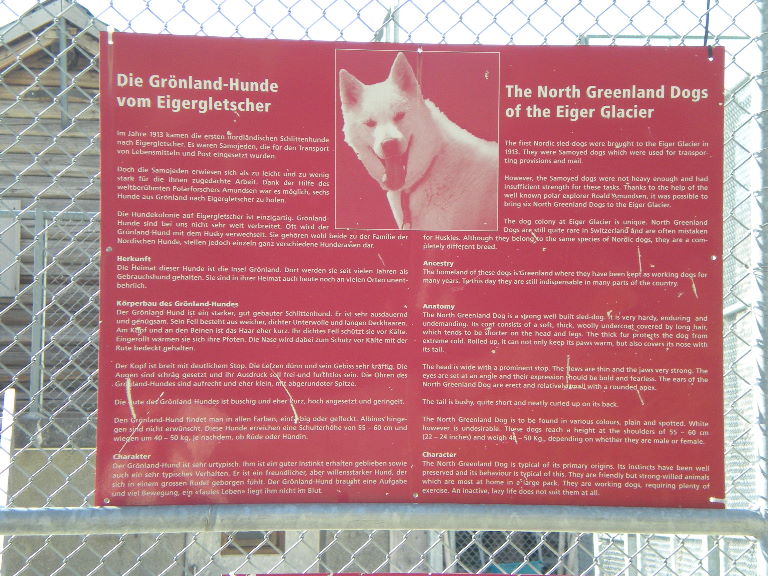 Die Grönland-Hunde
vom Eigergletscher
Im Jahre 1913 kamen die ersten nordländischen Schlittenhunde
nach Eigergletscher. Es waren Samojeden, die für den Transport
von Lebensmitteln und Post eingesetzt wurden.
Doch die Samojeden erwiesen sich als zu leicht und zu wenig
stark für die ihnen zugedachte Arbeit. Dank der Hilfe des
weltberühmten Polarforschers Amundsen war es möglich, sechs
Hunde aus Grönland nach Eigergletscher zu holen.
Die Hundekolonie auf Eigergletscher ist einzigartig. Grönland-
Hunde sind bei uns nicht sehr weit verbreitet. Oft wird der
Grönland-Hund mit dem Husky verwechselt. Sie gehören wohl beide zu der Familie der
Nordischen Hunde, stellen jedoch einzeln ganz verschiedene Hunderassen dar.
Herkunft
Die Heimat dieser Hunde ist die Insel Grönland. Dort werden sie seit vielen Jahren als
Gebrauchshund gehalten. Sie sind in ihrer Heimat auch heute noch an vielen Orten unent-
behrlich.
Körperbau des Grönland-Hundes
Der Grönland-Hund ist ein starker, gut gebauter Schlittenhund. Er ist sehr ausdauernd
und genügsam. Sein Fell besteht aus weicher, dichter Unterwolle und langen Deckhaaren.
Am Kopf und an den Beinen ist das Haar eher kurz. Ihr dichtes Fell schützt sie vor Kälte.
Eingerollt wärmen sie sich ihre Pfoten. Die Nase wird dabei zum Schutz vor Kälte mit der
Rute bedeckt gehalten.
Der Kopf ist breit mit deutlichem Stop. Die Lefzen dünn und sein Gebiss sehr kräftig. Die
Augen sind schräg gesetzt und ihr Ausdruck soll frei und furchtlos sein. Die Ohren des
Grönland-Hundes sind aufrecht und eher klein, mit abgerundeter Spitze.
Die Rute des Grönland-Hundes ist buschig und eher kurz, hoch angesetzt und geringelt.
Den Grönland-Hund findet man in allen Farben, einfarbig oder gefleckt. Albinos hinge-
gen sind nicht erwünscht. Diese Hunde erreichen eine Schulterhöhe von 55 - 60 cm und
wiegen um 40 – 50 kg, je nachdem, ob Rüde oder Hündin.
Charakter
Der Grönland-Hund ist sehr urtypisch. Ihm ist ein guter Instinkt erhalten geblieben sowie
auch ein sehr typisches Verhalten. Er ist ein freundlicher, aber willensstarker Hund, der
sich in einem grossen Rudel geborgen fühlt. Der Grönland-Hund braucht eine Aufgabe
und viel Bewegung, ein «faules Leben» liegt ihm nicht im Blut.
The North Greenland Dogs
of the Eiger Glacier
The first Nordic sled-dogs were brought to the Eiger Glacier in
1913. They were Samoyed dogs which were used for transpor-
ting provisions and mail.
However, the Samoyed dogs were not heavy enough and had
insufficient strength for these tasks. Thanks to the help of the
well known polar explorer Roald Amundsen, it was possible to
bring six North Greenland Dogs to the Eiger Glacier.
The dog colony at Eiger Glacier is unique. North Greenland
Dogs are still quite rare in Switzerland and are often mistaken
for Huskies. Although they belong to the same species of Nordic dogs, they are a com-
pletely different breed.
Ancestry
The homeland of these dogs is Greenland where they have been kept as working dogs for
many years. To this day they are still indispensable in many parts of the country.
Anatomy
The North Greenland Dog is a strong well built sled-dog. It is very hardy, enduring and
undemanding. Its coat consists of a soft, thick, woolly undercoat covered by long hair,
which tends to be shorter on the head and legs. The thick fur protects the dog from
extreme cold. Rolled up, it can not only keep its paws warm, but also covers its nose with
its tail.
The head is wide with a prominent stop. The flews are thin and the jaws very strong. The
eyes are set at an angle and their expression should be bold and fearless. The ears of the
North Greenland Dog are erect and relatively small with a rounded apex.
The tail is bushy, quite short and neatly curled up on its back.
The North Greenland Dog is to be found in various colours, plain and spotted. White
however is undesirable. These dogs reach a height at the shoulders of 55 – 60 cm
(22 – 24 inches) and weigh 40 – 50 Kg., depending on whether they are male or female.
Character
The North Greenland Dog is typical of its primary origins. Its instincts have been well
preserved and its behaviour is typical of this. They are friendly but strong-willed animals
which are most at home in a large pack. They are working dogs, requiring plenty of
exercise. An inactive, lazy life does not suit them at all.